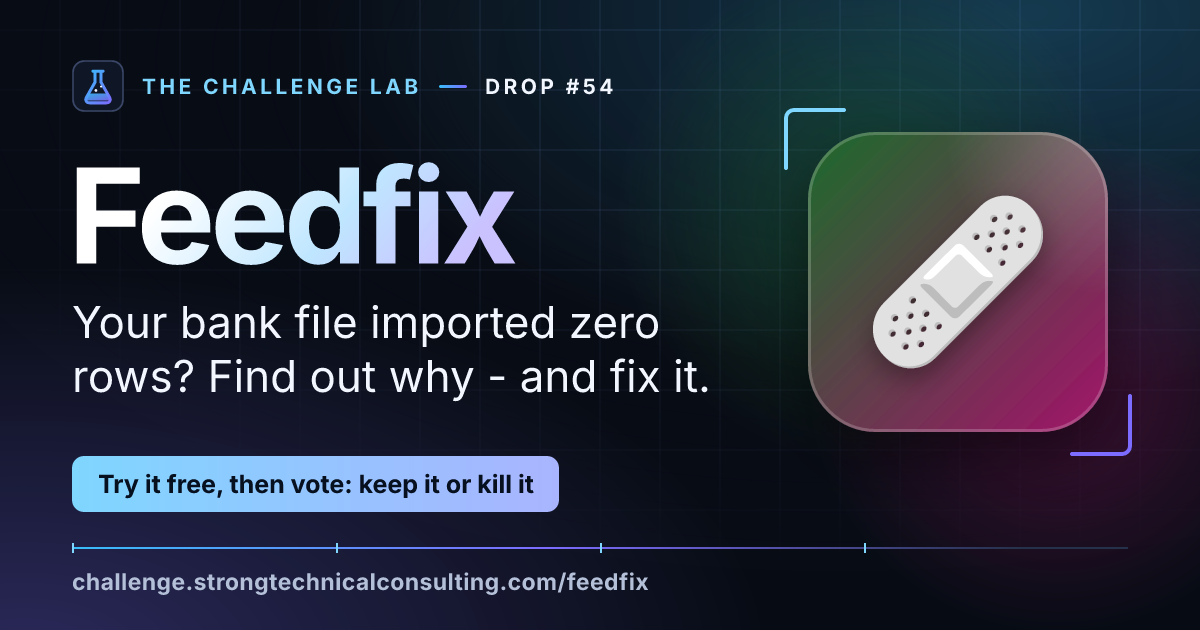 THE CHALLENGE LAB — DROP #54
Feedfix
Your bank file imported zero
rows? Find out why - and fix it.
Try it free, then vote: keep it or kill it
challenge.strongtechnicalconsulting.com/feedfix